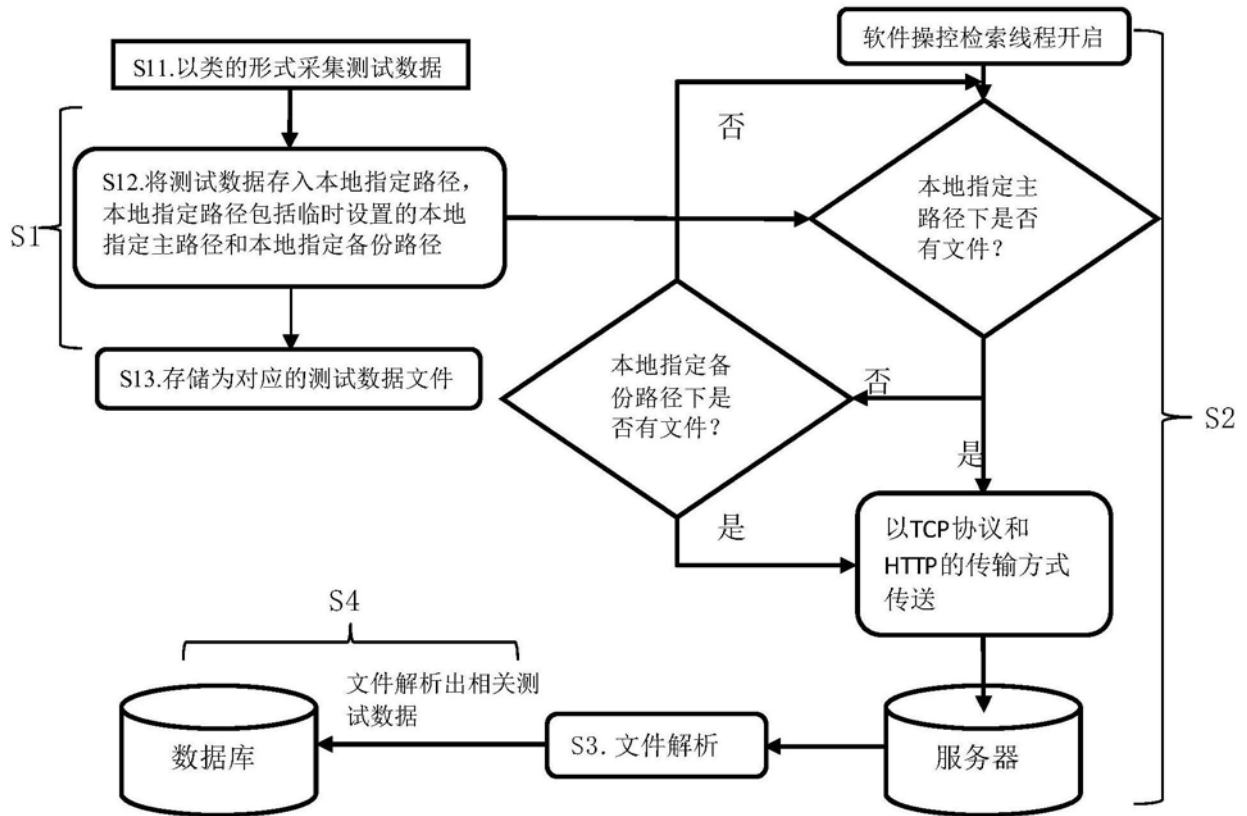 软件操控检索线程开启
S11.以类的形式采集测试数据
否
S12.将测试数据存入本地指定路径，
本地指定路径包括临时设置的本地
指定主路径和本地指定备份路径
本地指定主
路径下是否
有文件？
S1
S13.存储为对应的测试数据文件
本地指定备
份路径下是
否有文件？
否
S2
是
是
以TCP协议和
HTTP的传输方式
传送
S4
文件解析出相关测
试数据
数据库
S3. 文件解析
服务器